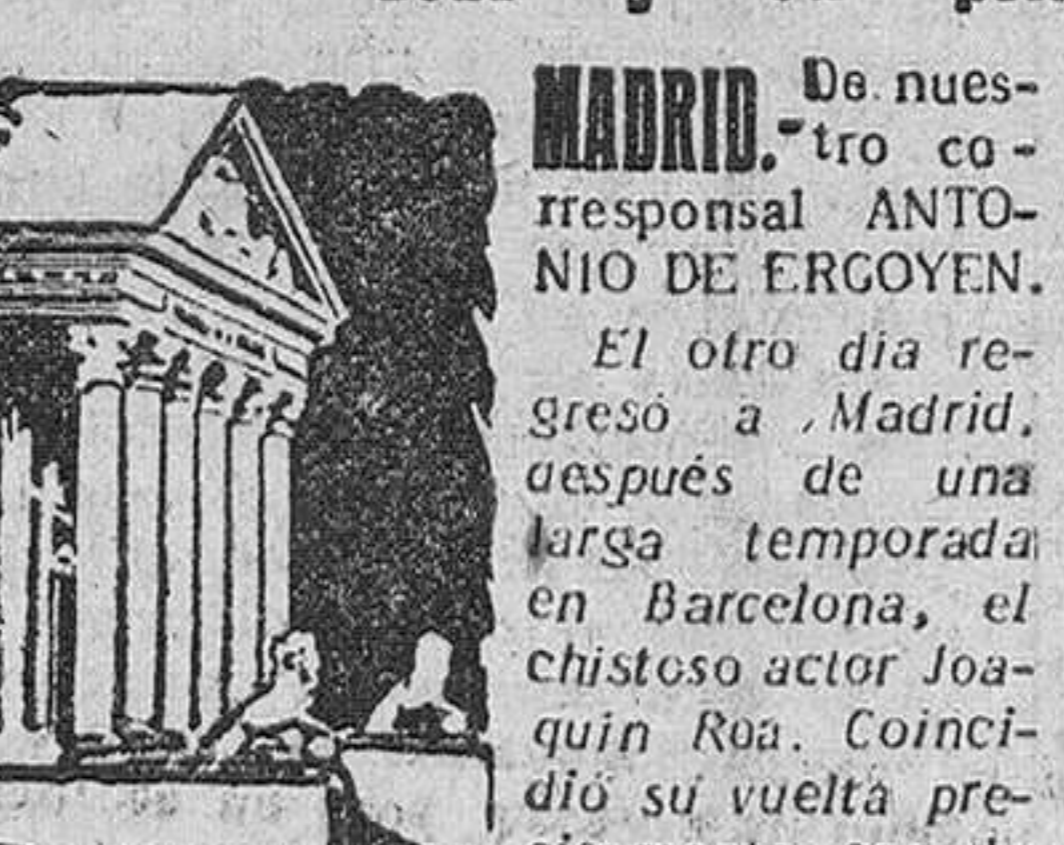 MADRID.- De nues-
tro co-
rresponsal ANTO-
NIO DE ERGOYEN.
El otro día re-
gresó a Madrid,
después de una
larga temporada
en Barcelona, el
chistoso actor Joa-
quín Roa. Coinci-
dió su vuelta pre-